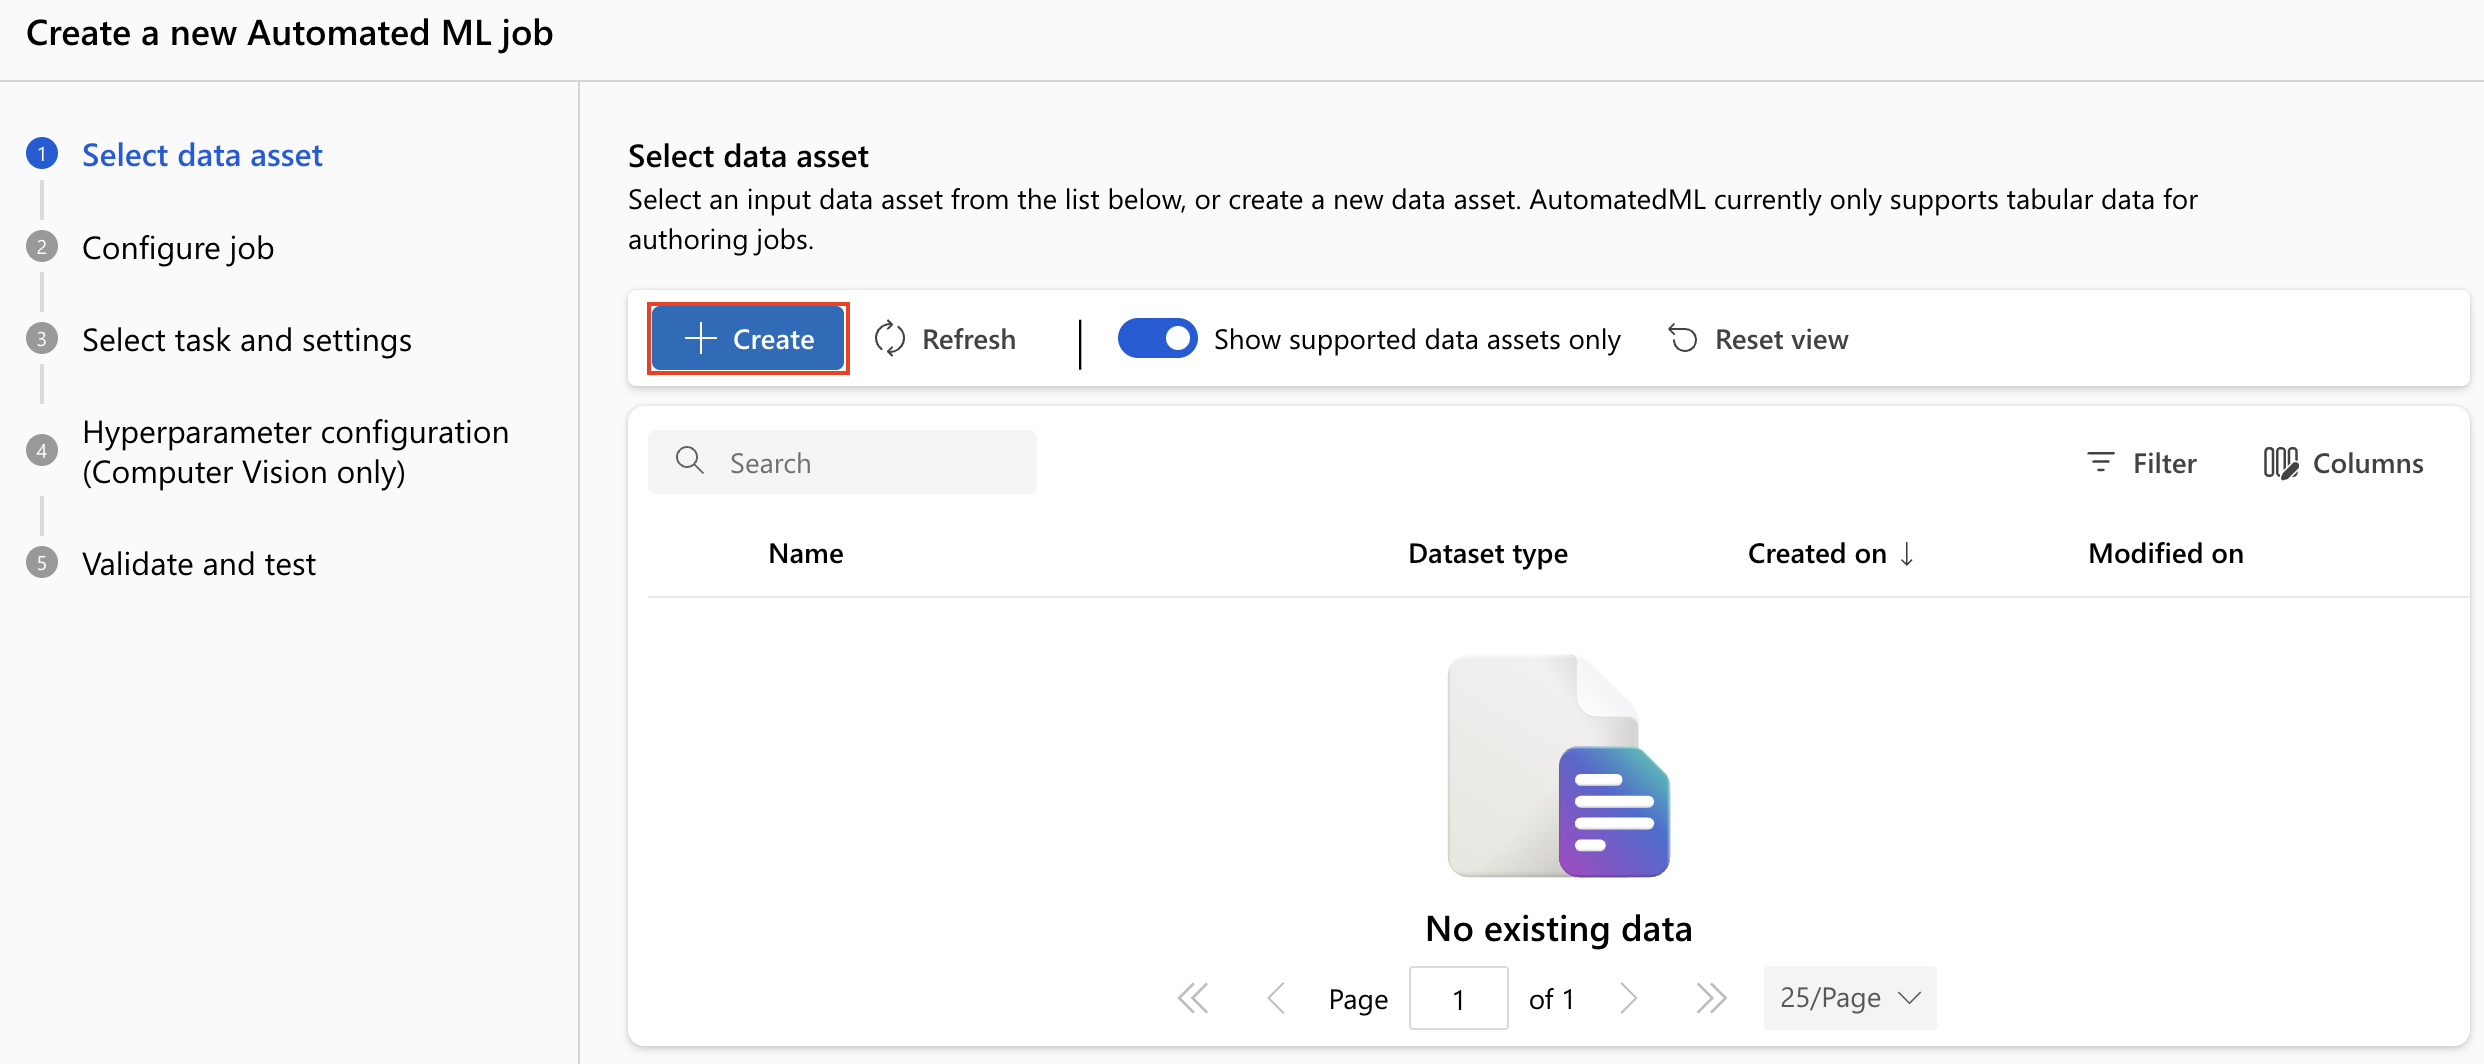 Create a new Automated ML job
1 Select data asset
2 Configure job
3 Select task and settings
4 Hyperparameter configuration
(Computer Vision only)
5 Validate and test
Select data asset
Select an input data asset from the list below, or create a new data asset. AutomatedML currently only supports tabular data for
authoring jobs.
Create Refresh Show supported data assets only Reset view
Search Filter Columns
Name Dataset type Created on Modified on
No existing data
Page 1 of 1 25/Page